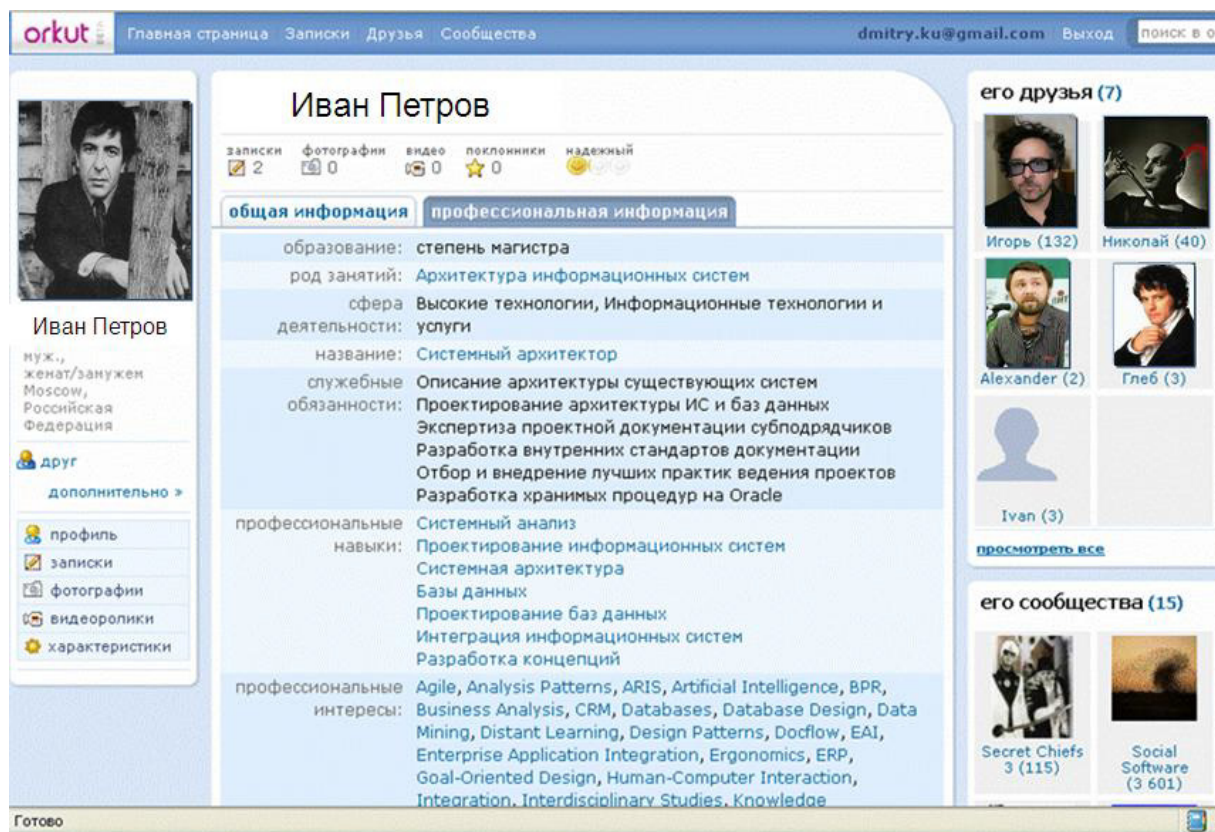 orkut BETA
Главная страница Записки Друзья Сообщества
dmitry.ku@gmail.com Выход
поиск в о
Иван Петров
муж.,
женат/занужен
Moscow,
Российская
Федерация
друг
дополнительно »
профиль
записки
фотографии
видеоролики
характеристики
Иван Петров
записки фотографии видео поклонники надежный
2 0 0 0
общая информация профессиональная информация
образование: степень магистра
род занятий: Архитектура информационных систем
сфера Высокие технологии, Информационные технологии и
деятельности: услуги
название: Системный архитектор
служебные Описание архитектуры существующих систем
обязанности: Проектирование архитектуры ИС и баз данных
Экспертиза проектной документации субподрядчиков
Разработка внутренних стандартов документации
Отбор и внедрение лучших практик ведения проектов
Разработка хранимых процедур на Oracle
профессиональные Системный анализ
навыки: Проектирование информационных систем
Системная архитектура
Базы данных
Проектирование баз данных
Интеграция информационных систем
Разработка концепций
профессиональные Agile, Analysis Patterns, ARIS, Artificial Intelligence, BPR,
интересы: Business Analysis, CRM, Databases, Database Design, Data
Mining, Distant Learning, Design Patterns, Docflow, EAI,
Enterprise Application Integration, Ergonomics, ERP,
Goal-Oriented Design, Human-Computer Interaction,
Integration, Interdisciplinary Studies, Knowledge
его друзья (7)
Игорь (132) Николай (40)
Alexander (2) Глеб (3)
Ivan (3)
просмотреть все
его сообщества (15)
Secret Chiefs
3 (115)
Social
Software
(3 601)
Готово